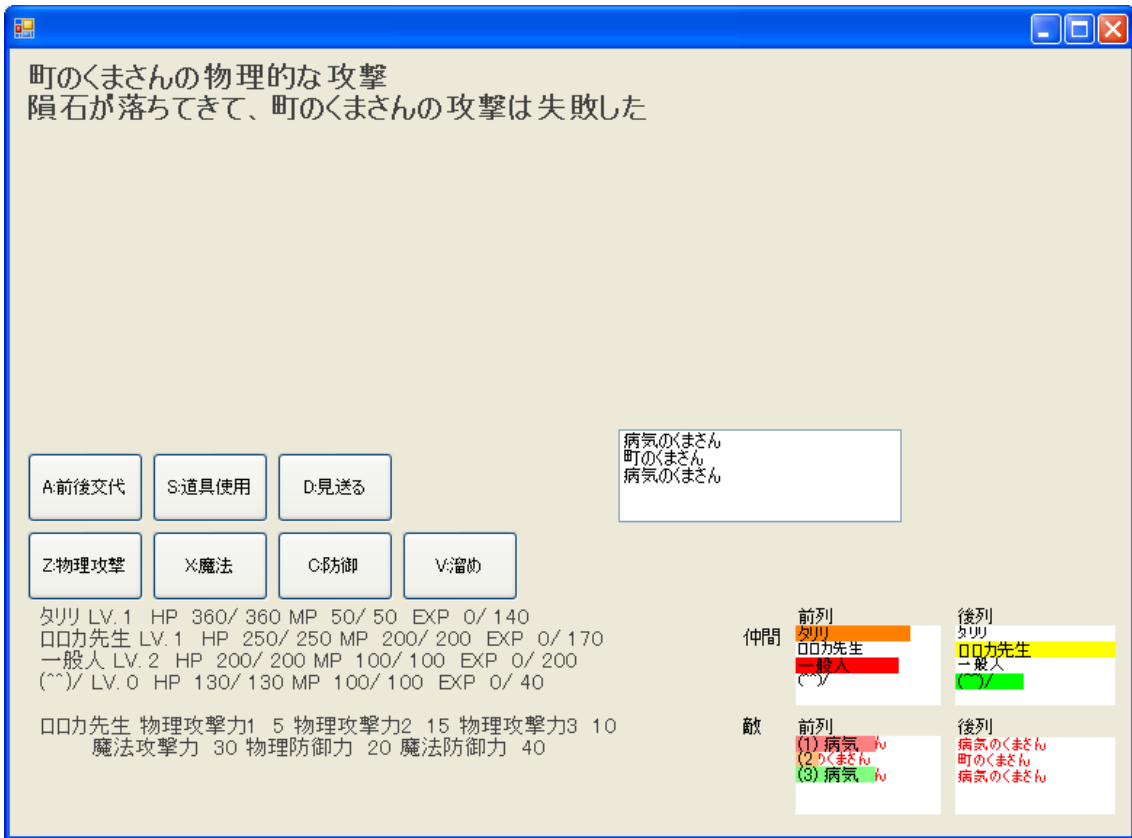 町のくまさんの物理的な攻撃
隕石が落ちてきて、町のくまさんの攻撃は失敗した
病気のくまさん
町のくまさん
病気のくまさん
A:前後交代 S:道具使用 D:見送る
Z:物理攻撃 X:魔法 C:防御 V:溜め
タリリ LV. 1 HP 360/ 360 MP 50/ 50 EXP 0/ 140
ロロカ先生 LV. 1 HP 250/ 250 MP 200/ 200 EXP 0/ 170
一般人 LV. 2 HP 200/ 200 MP 100/ 100 EXP 0/ 200
(^^)/ LV. 0 HP 130/ 130 MP 100/ 100 EXP 0/ 40
ロロカ先生 物理攻撃力1 5 物理攻撃力2 15 物理攻撃力3 10
魔法攻撃力 30 物理防御力 20 魔法防御力 40
仲間
前列
タリリ
ロロカ先生
一般人
(^^)/
後列
タリリ
ロロカ先生
一般人
(^^)/
敵
前列
(1) 病気 ん
(2 のくまさん
(3) 病気 ん
後列
病気のくまさん
町のくまさん
病気のくまさん